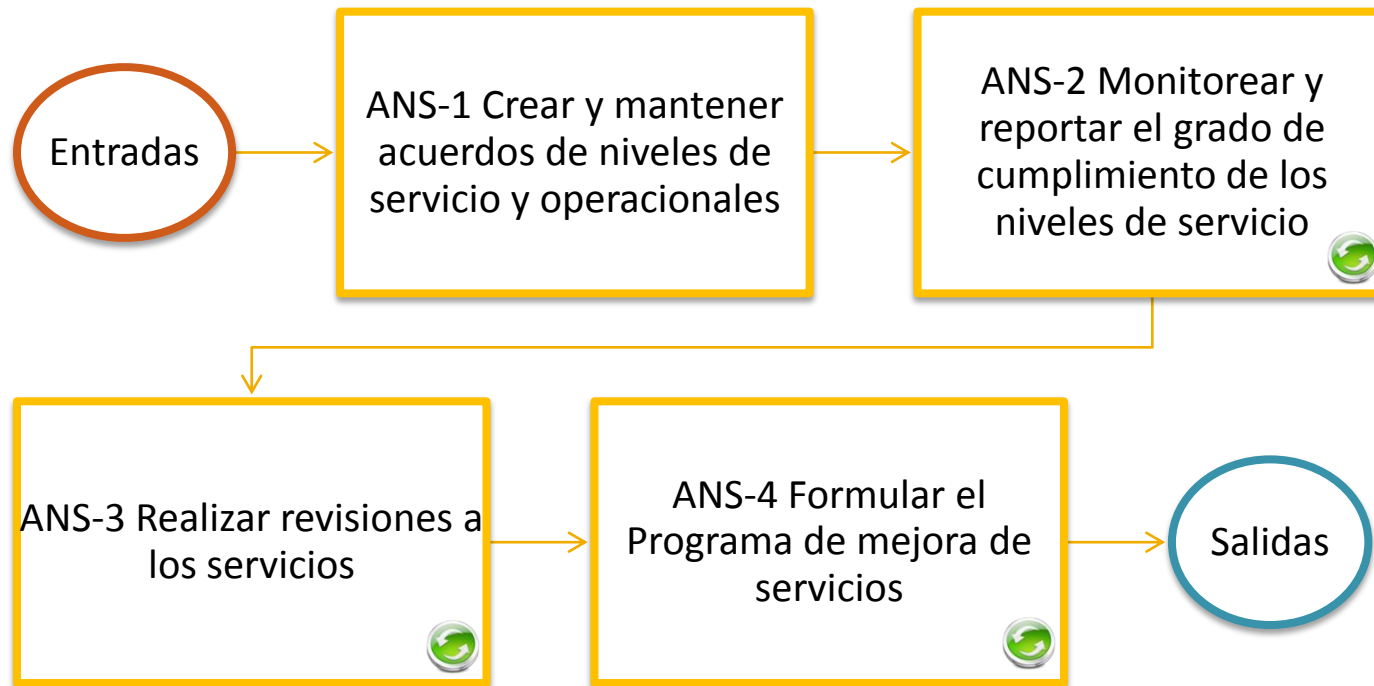 Entradas
ANS-1 Crear y mantener
acuerdos de niveles de
servicio y operacionales
ANS-2 Monitorear y
reportar el grado de
cumplimiento de los
niveles de servicio
ANS-3 Realizar revisiones a
los servicios
ANS-4 Formular el
Programa de mejora de
servicios
Salidas